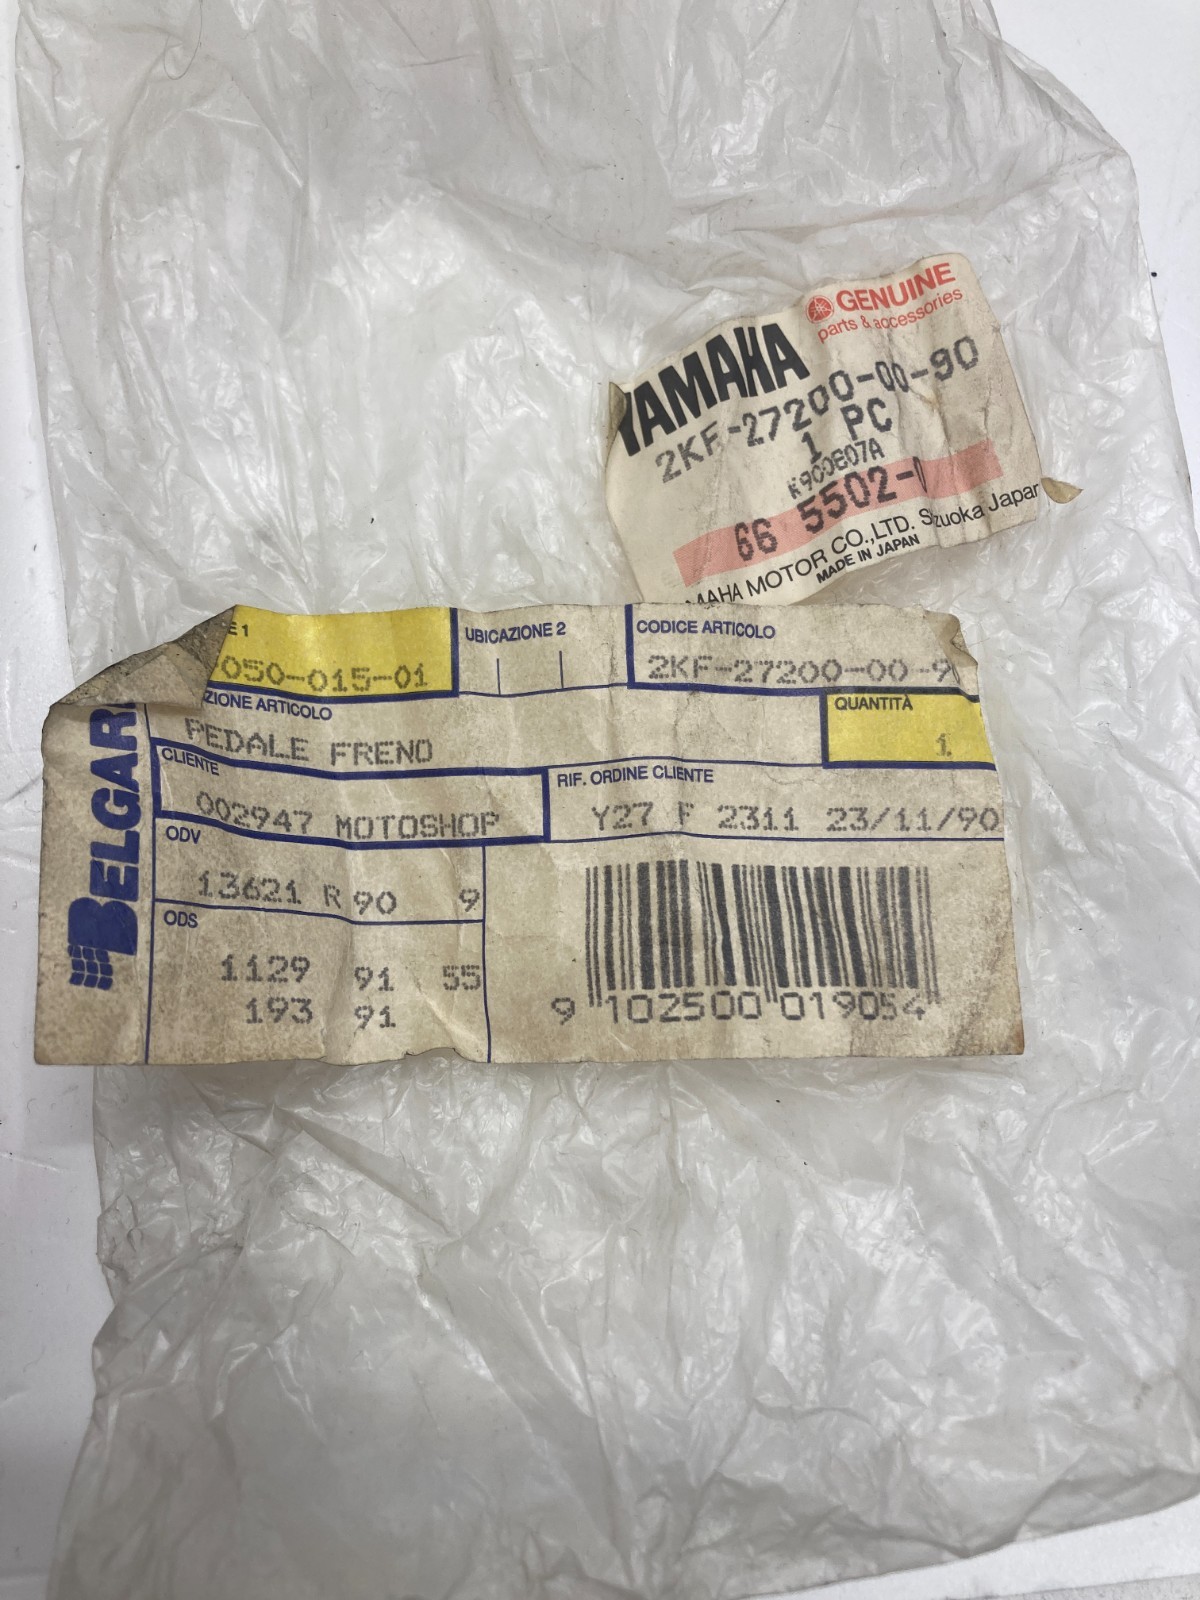 GENUINE
parts & accessories
YAMAHA
2KF-27200-00-90
1 PC
K900807A
66 5502-
MAHA MOTOR CO.,LTD. Shizuoka Japan
MADE IN JAPAN
E 1
050-015-01
UBICAZIONE 2
CODICE ARTICOLO
2KF-27200-00-9
ZIONE ARTICOLO
PEDALE FRENO
QUANTITÀ
1
CLIENTE
002947 MOTOSHOP
RIF. ORDINE CLIENTE
Y27 F 2311 23/11/90
ODV
13621 R 90 9
ODS
1129 91 55
193 91
9 102500 019054
BELGAR